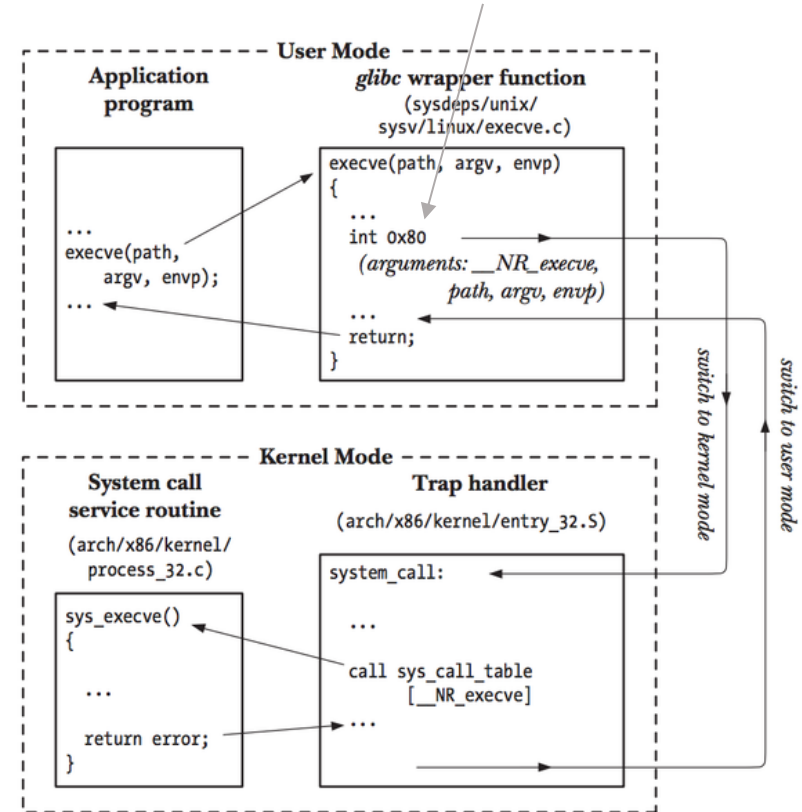 User Mode
Application
program
glibc wrapper function
(sysdeps/unix/
sysv/linux/execve.c)
...
execve(path,
argv, envp);
...
execve(path, argv, envp)
{
...
int 0x80
(arguments: __NR_execve,
path, argv, envp)
...
return;
}
switch to kernel mode
switch to user mode
Kernel Mode
System call
service routine
(arch/x86/kernel/
process_32.c)
Trap handler
(arch/x86/kernel/entry_32.S)
sys_execve()
{
...
return error;
}
system_call:
...
call sys_call_table
[__NR_execve]
...